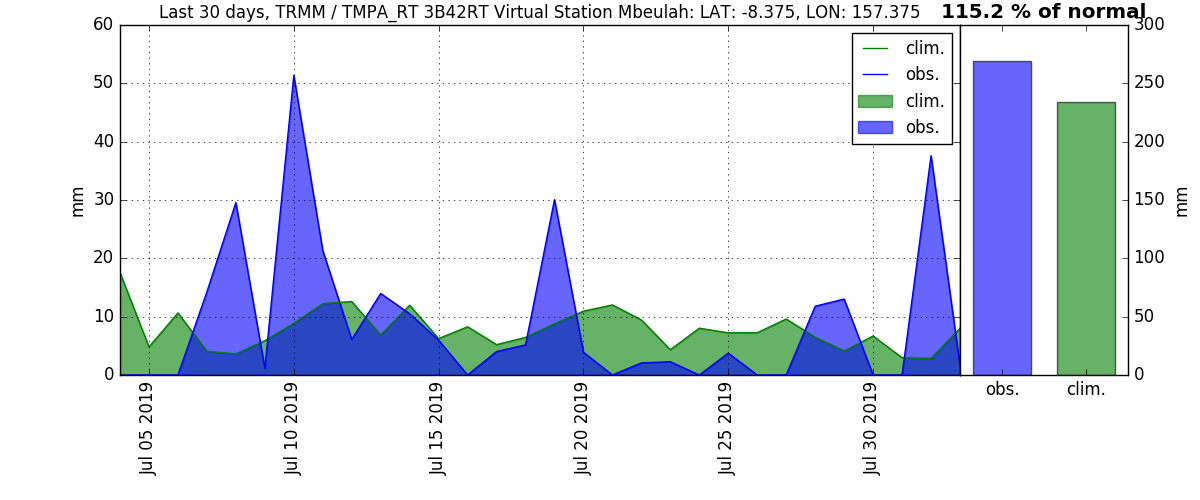 Last 30 days, TRMM / TMPA_RT 3B42RT Virtual Station Mbeulah: LAT: -8.375, LON: 157.375 115.2 % of normal
60
50
40
30
20
10
0
mm
clim.
obs.
clim.
obs.
Jul 05 2019
Jul 10 2019
Jul 15 2019
Jul 20 2019
Jul 25 2019
Jul 30 2019
300
250
200
150
100
50
0
mm
obs.
clim.